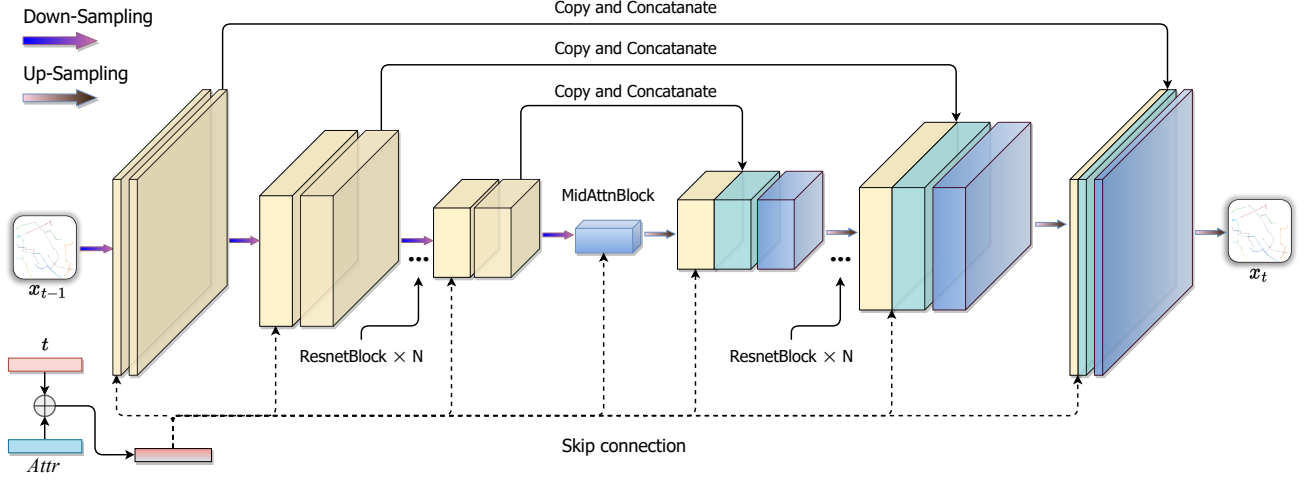 Down-Sampling
Up-Sampling
Copy and Concatanate
Copy and Concatanate
Copy and Concatanate
MidAttnBlock
x_{t-1}
x_t
...
...
ResnetBlock × N
ResnetBlock × N
t
Attr
Skip connection